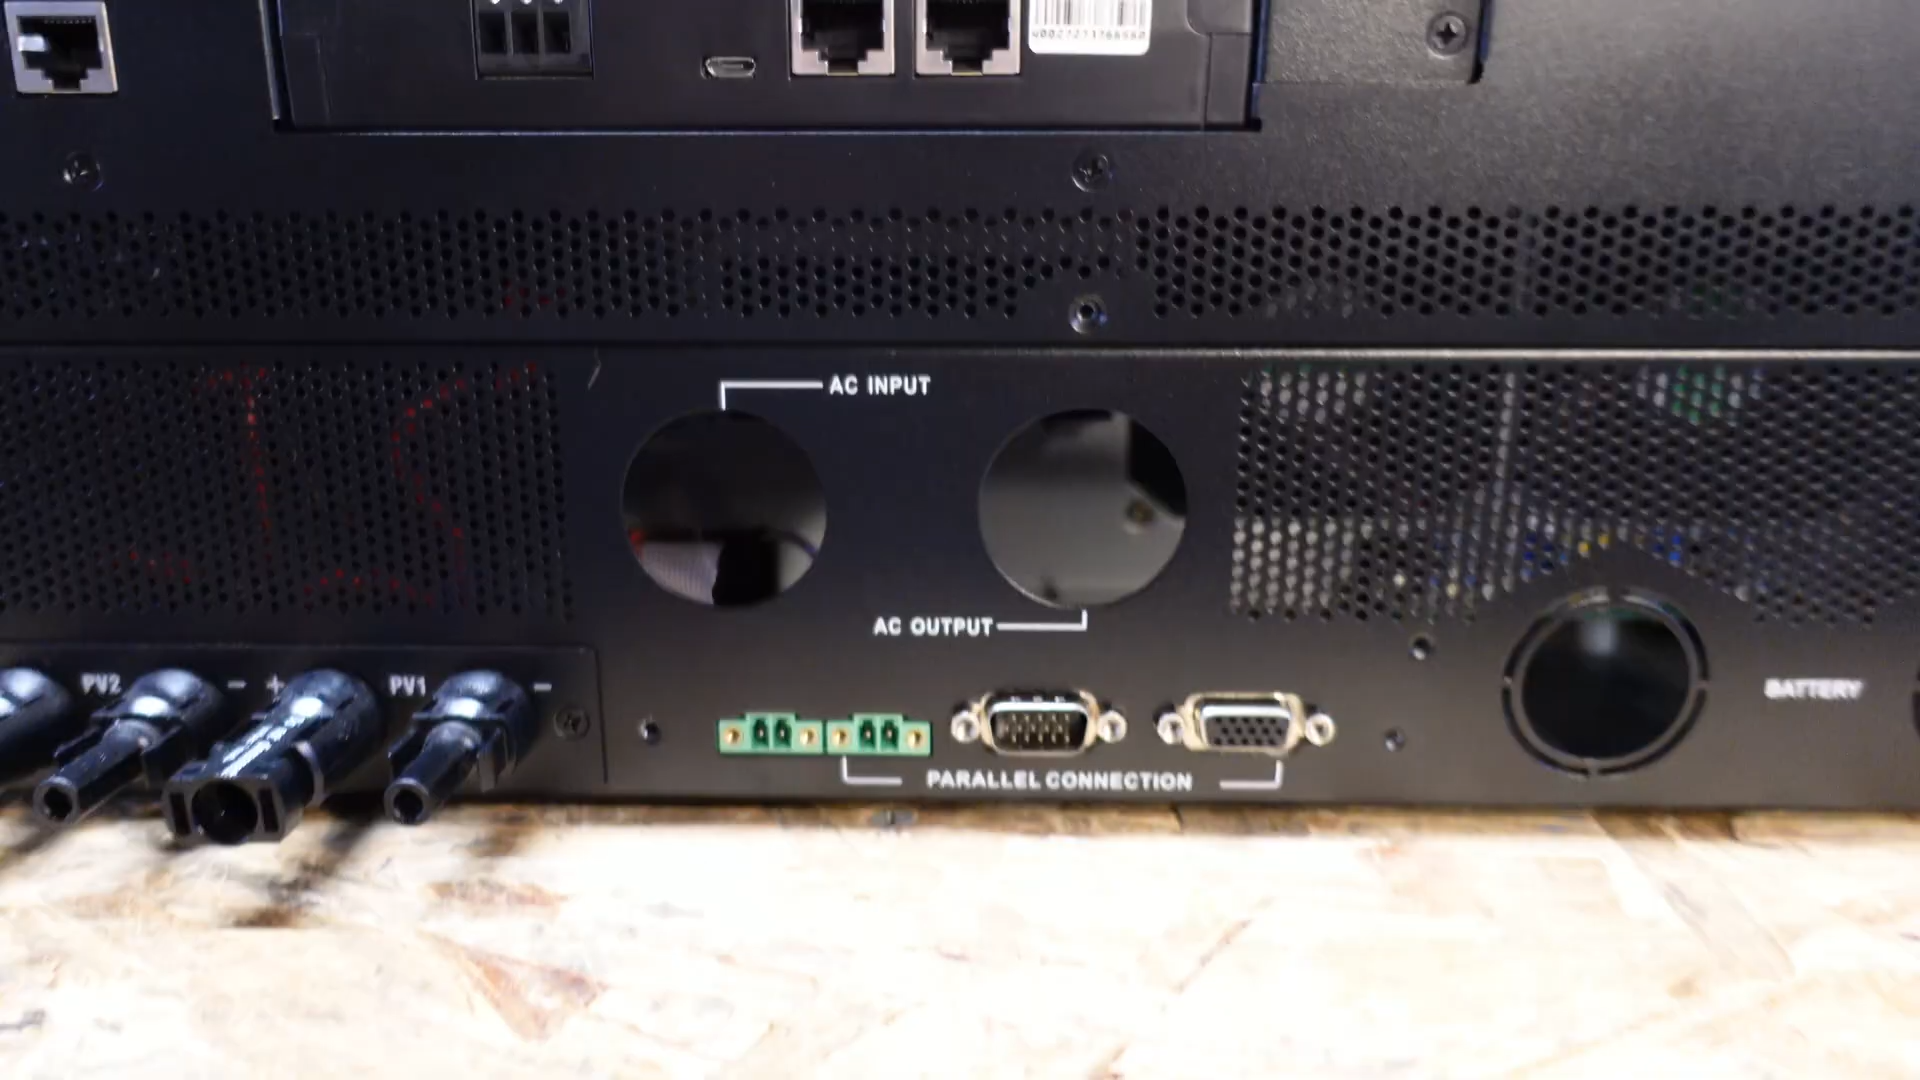 AC INPUT
AC OUTPUT
PV2 - + PV1 -
BATTERY
PARALLEL CONNECTION